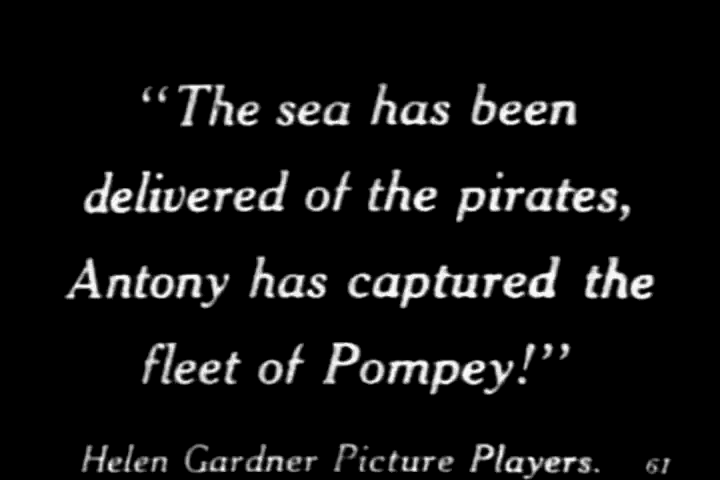 “The sea has been
delivered of the pirates,
Antony has captured the
fleet of Pompey!”
Helen Gardner Picture Players. 61